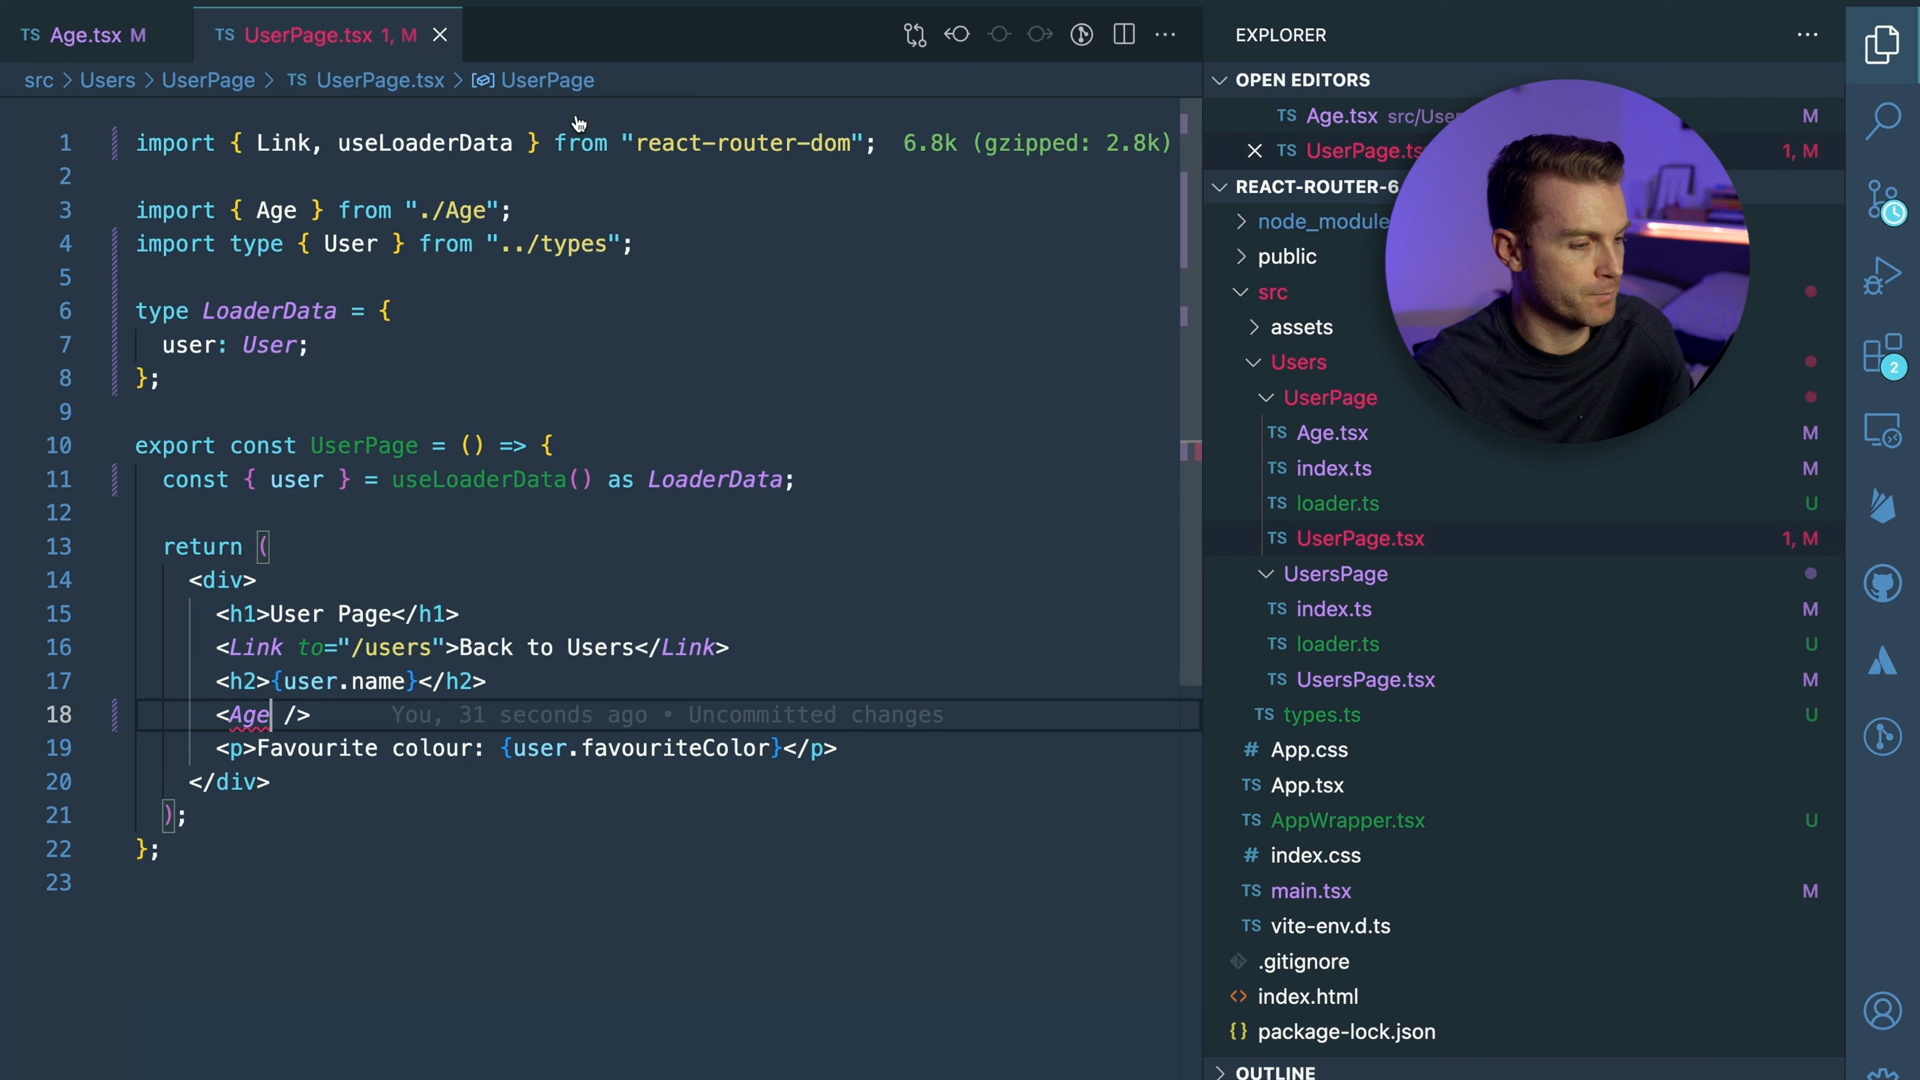 TS Age.tsx M
TS UserPage.tsx 1, M
src > Users > UserPage > TS UserPage.tsx > UserPage
1 import { Link, useLoaderData } from "react-router-dom"; 6.8k (gzipped: 2.8k)
2
3 import { Age } from "./Age";
4 import type { User } from "../types";
5
6 type LoaderData = {
7 user: User;
8 };
9
10 export const UserPage = () => {
11 const { user } = useLoaderData() as LoaderData;
12
13 return (
14 <div>
15 <h1>User Page</h1>
16 <Link to="/users">Back to Users</Link>
17 <h2>{user.name}</h2>
18 <Age /> You, 31 seconds ago • Uncommitted changes
19 <p>Favourite colour: {user.favouriteColor}</p>
20 </div>
21 );
22 };
23
EXPLORER
OPEN EDITORS
TS Age.tsx src/User M
TS UserPage.ts 1, M
REACT-ROUTER-6
node_module
public
src
assets
Users
UserPage
TS Age.tsx M
TS index.ts M
TS loader.ts U
TS UserPage.tsx 1, M
UsersPage
TS index.ts M
TS loader.ts U
TS UsersPage.tsx M
TS types.ts U
# App.css
TS App.tsx
TS AppWrapper.tsx U
# index.css
TS main.tsx M
TS vite-env.d.ts
.gitignore
<> index.html
{} package-lock.json
OUTLINE
2